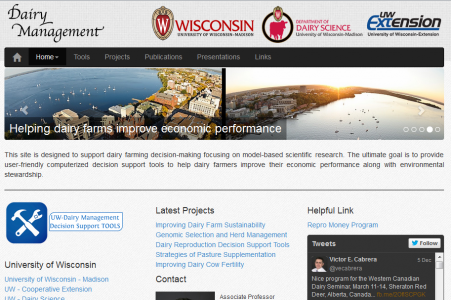 Dairy
Management
WISCONSIN
UNIVERSITY OF WISCONSIN-MADISON
DEPARTMENT OF
DAIRY SCIENCE
University of Wisconsin-Madison
UW
Extension
University of Wisconsin-Extension
Home Tools Projects Publications Presentations Links
Helping dairy farms improve economic performance
This site is designed to support dairy farming decision-making focusing on model-based scientific research. The ultimate goal is to provide
user-friendly computerized decision support tools to help dairy farmers improve their economic performance along with environmental
stewardship.
UW-Dairy Management
Decision Support TOOLS
University of Wisconsin
University of Wisconsin - Madison
UW - Cooperative Extension
UW - Dairy Science
Latest Projects
Improving Dairy Farm Sustainability
Genomic Selection and Herd Management
Dairy Reproduction Decision Support Tools
Strategies of Pasture Supplementation
Improving Dairy Cow Fertility
Contact
Associate Professor
Helpful Link
Repro Money Program
Tweets
Follow
Victor E. Cabrera
@vecabrera
5 Dec
Nice program for the Western Canadian
Dairy Seminar, March 11-14, Sheraton Red
Deer, Alberta, Canada...